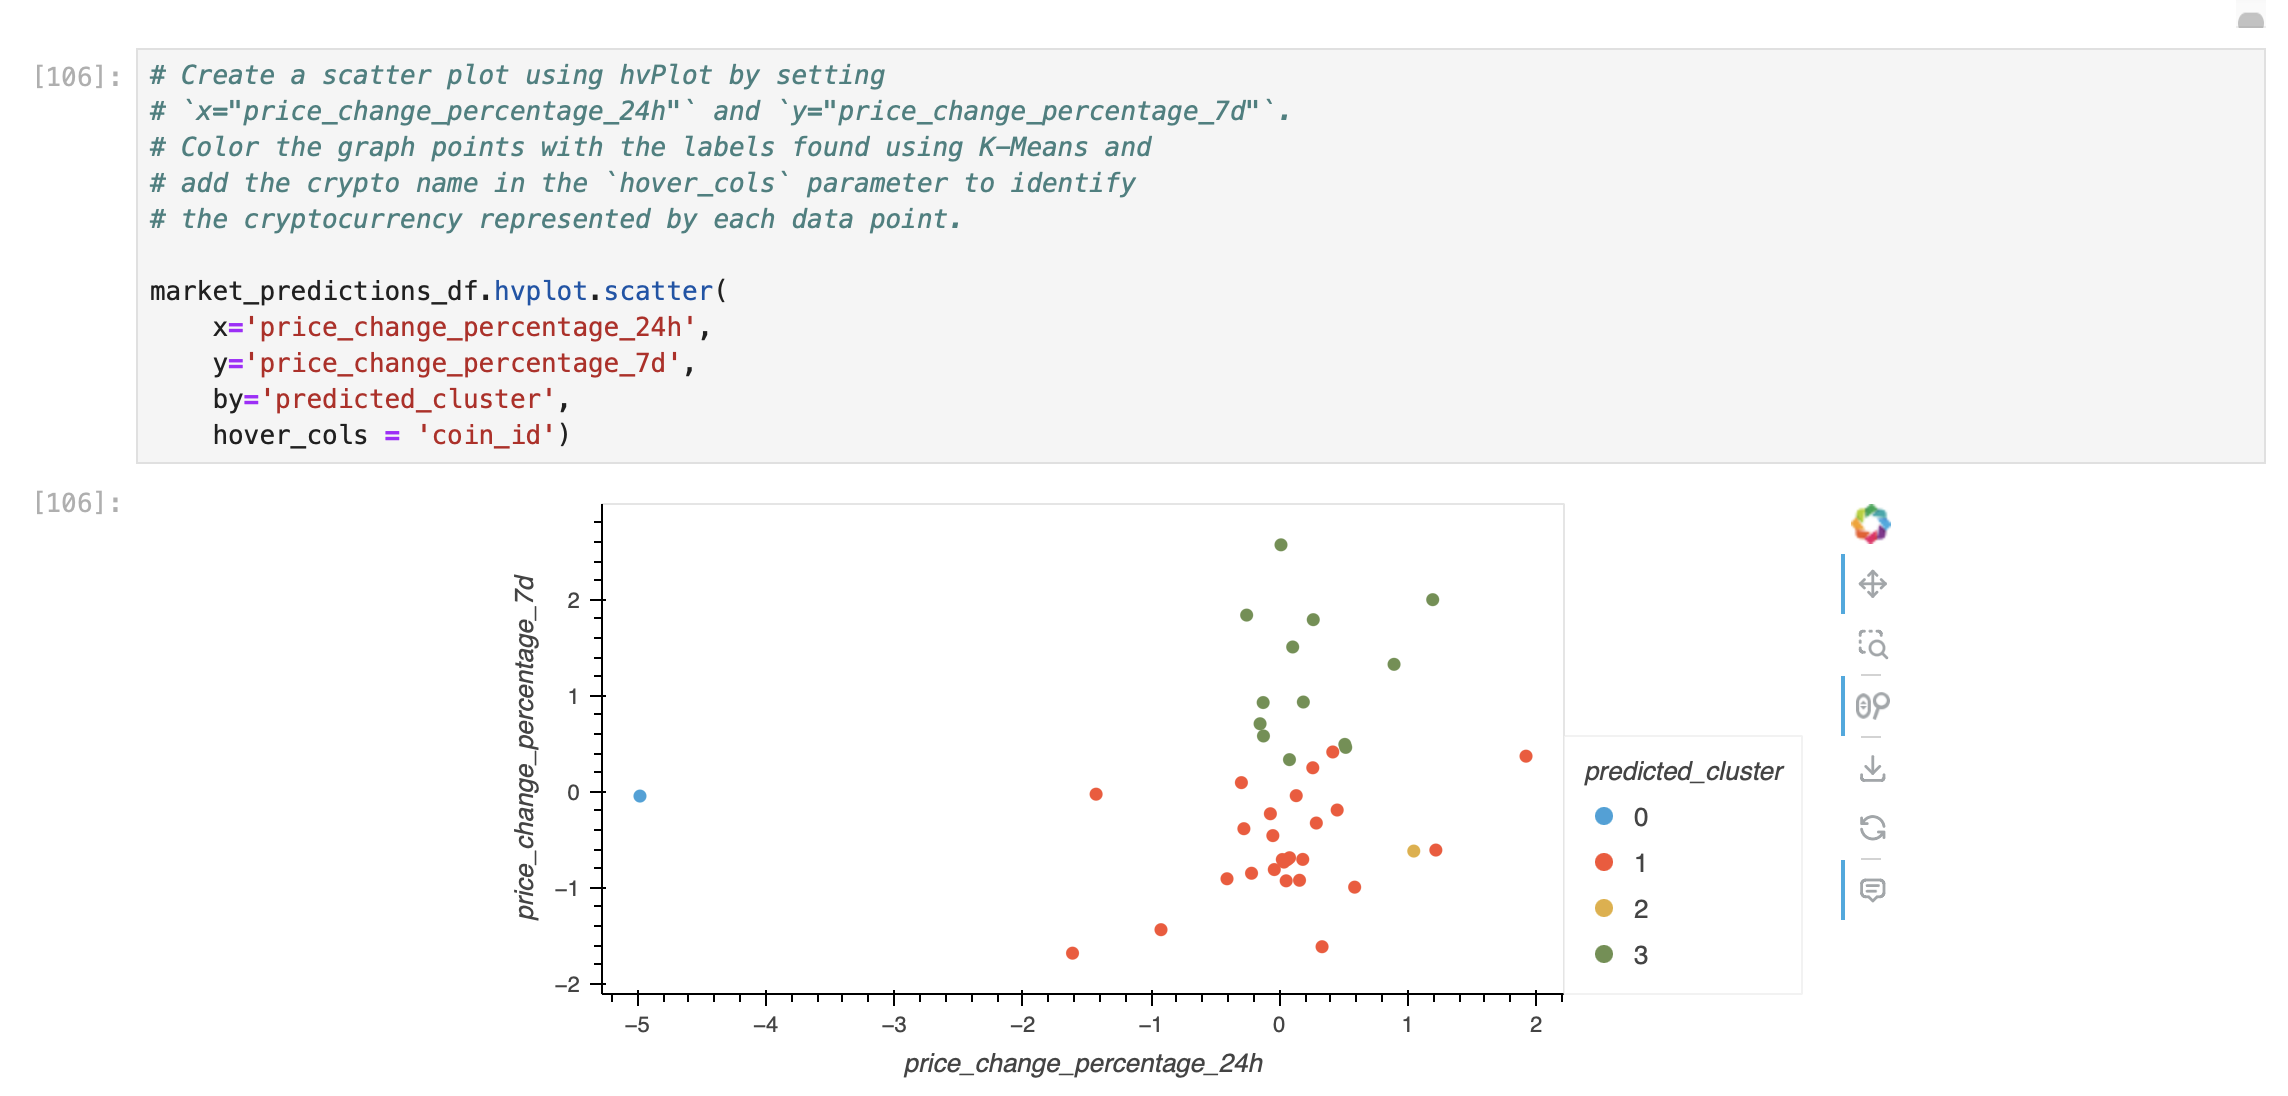 [106]:
# Create a scatter plot using hvPlot by setting
# `x="price_change_percentage_24h"` and `y="price_change_percentage_7d"`.
# Color the graph points with the labels found using K-Means and
# add the crypto name in the `hover_cols` parameter to identify
# the cryptocurrency represented by each data point.
market_predictions_df.hvplot.scatter(
    x='price_change_percentage_24h',
    y='price_change_percentage_7d',
    by='predicted_cluster',
    hover_cols = 'coin_id')
[106]:
price_change_percentage_7d
2
1
0
−1
−2
−5 −4 −3 −2 −1 0 1 2
price_change_percentage_24h
predicted_cluster
0
1
2
3